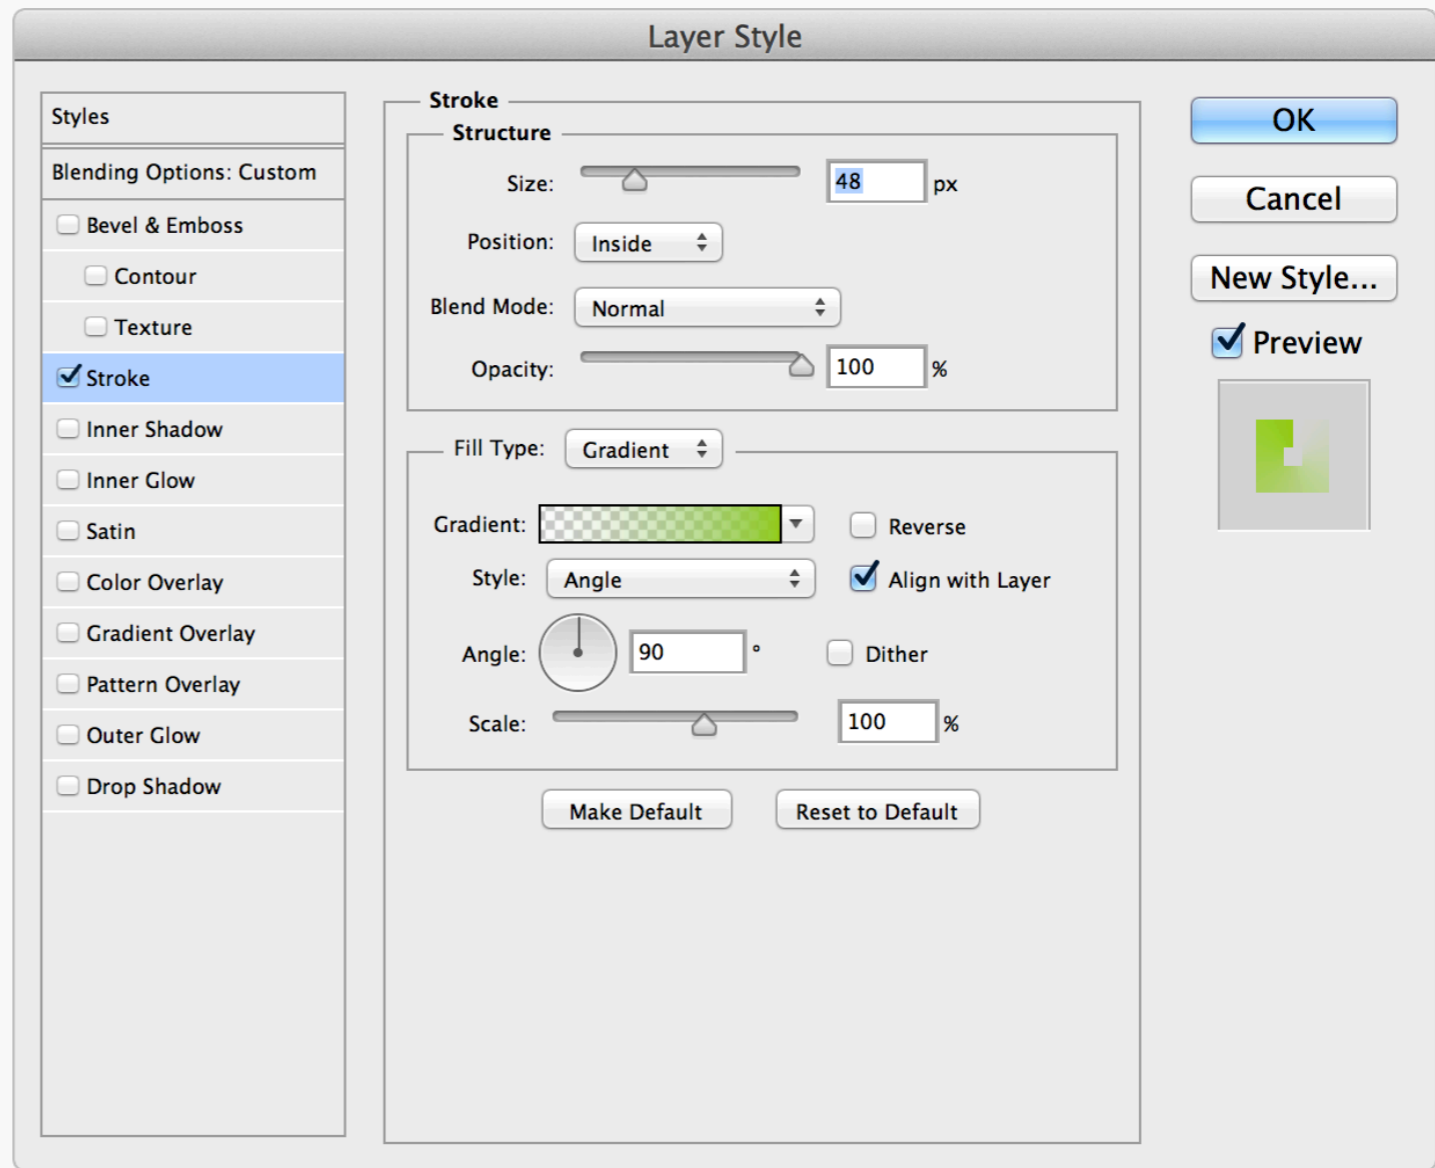 Layer Style
Styles
Blending Options: Custom
Bevel & Emboss
Contour
Texture
Stroke
Inner Shadow
Inner Glow
Satin
Color Overlay
Gradient Overlay
Pattern Overlay
Outer Glow
Drop Shadow
Stroke
Structure
Size: 48 px
Position: Inside
Blend Mode: Normal
Opacity: 100 %
Fill Type: Gradient
Gradient: Reverse
Style: Angle Align with Layer
Angle: 90 ° Dither
Scale: 100 %
Make Default Reset to Default
OK
Cancel
New Style...
Preview